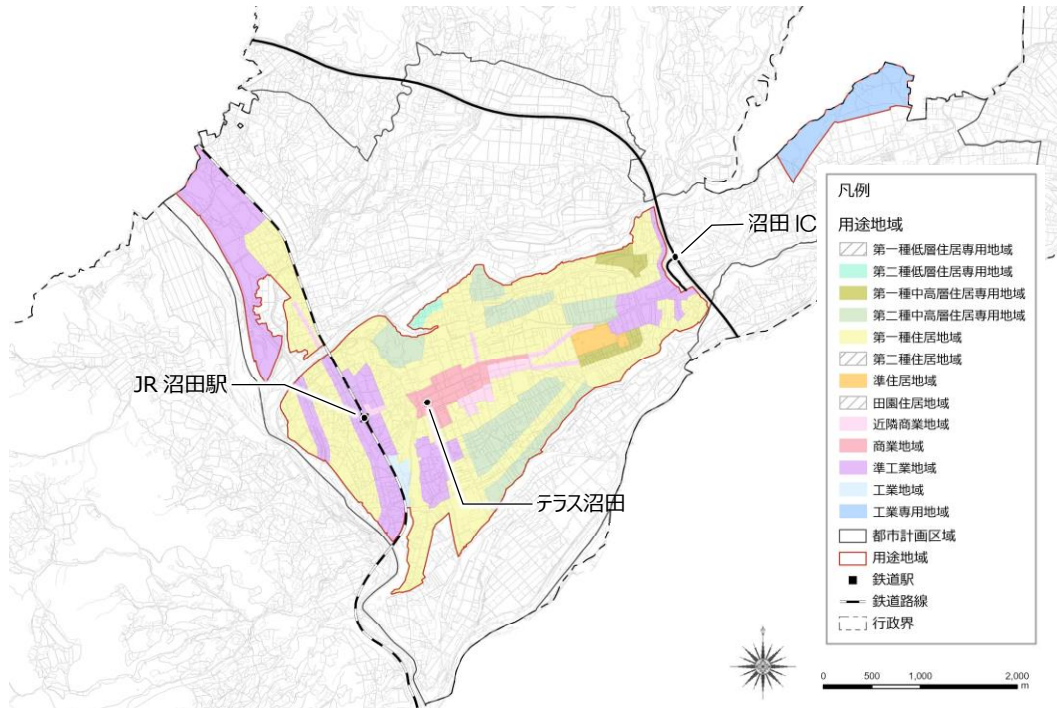 沼田 IC
JR 沼田駅
テラス沼田
凡例
用途地域
第一種低層住居専用地域
第二種低層住居専用地域
第一種中高層住居専用地域
第二種中高層住居専用地域
第一種住居地域
第二種住居地域
準住居地域
田園住居地域
近隣商業地域
商業地域
準工業地域
工業地域
工業専用地域
都市計画区域
用途地域
鉄道駅
鉄道路線
行政界
0 500 1,000 2,000
m